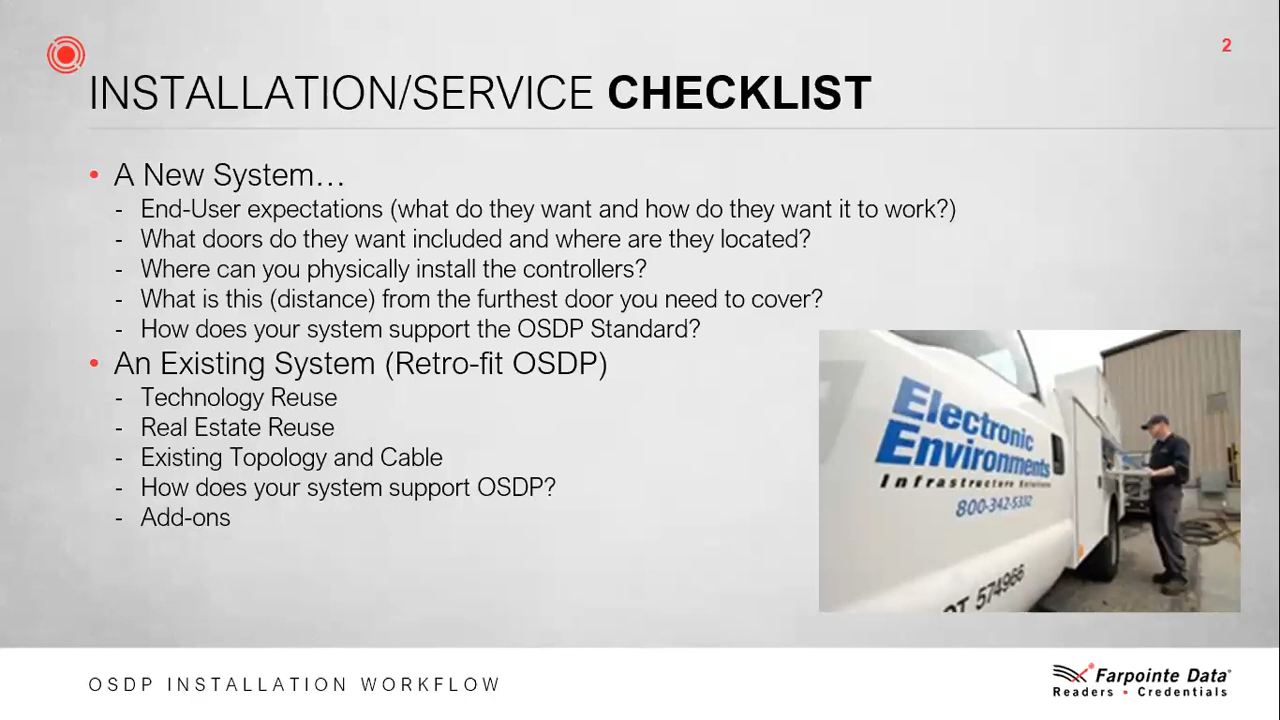 2
INSTALLATION/SERVICE CHECKLIST
• A New System...
- End-User expectations (what do they want and how do they want it to work?)
- What doors do they want included and where are they located?
- Where can you physically install the controllers?
- What is this (distance) from the furthest door you need to cover?
- How does your system support the OSDP Standard?
• An Existing System (Retro-fit OSDP)
- Technology Reuse
- Real Estate Reuse
- Existing Topology and Cable
- How does your system support OSDP?
- Add-ons
Electronic
Environments
Infrastructure Solutions
800-342-5332
OT 574966
OSDP INSTALLATION WORKFLOW
Farpointe Data
Readers • Credentials